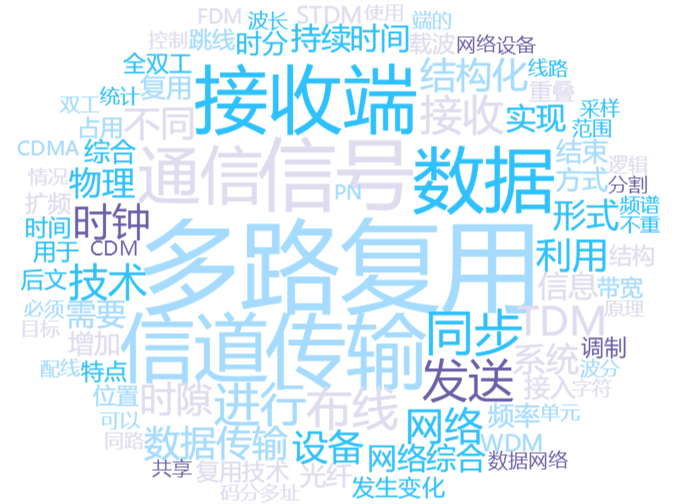 FDM 波长 STDM 使用 端的
控制 跳线 时分 持续时间 载波 网络设备
全双工 结构化 线路
双工 统计 复用 接收端 接收 重叠
占用 不同 实现 采样
范围
CDMA 综合 通信 信号 数据 结束 逻辑
情况 物理 PN 方式 分割
扩频 时钟 形式 频谱
时间 不重
用于 CDM 多路复用 利用 结构
后文 技术 信息 带宽
必须 需要 TDM 原理
目标 增加 信道 传输 同步 调制
配线 特点 系统 波分
位置 时隙 进行 布线 发送 接入 字符
可以 网络 频率 单元
同路 数据传输 设备 WDM
共享 复用技术 光纤 网络综合 数据网络
码分多址 发生变化